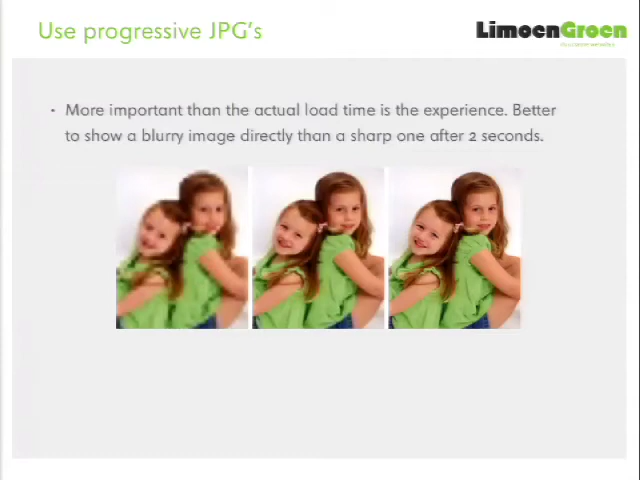 Use progressive JPG's
LimoenGroen
· More important than the actual load time is the experience. Better
to show a blurry image directly than a sharp one after 2 seconds.